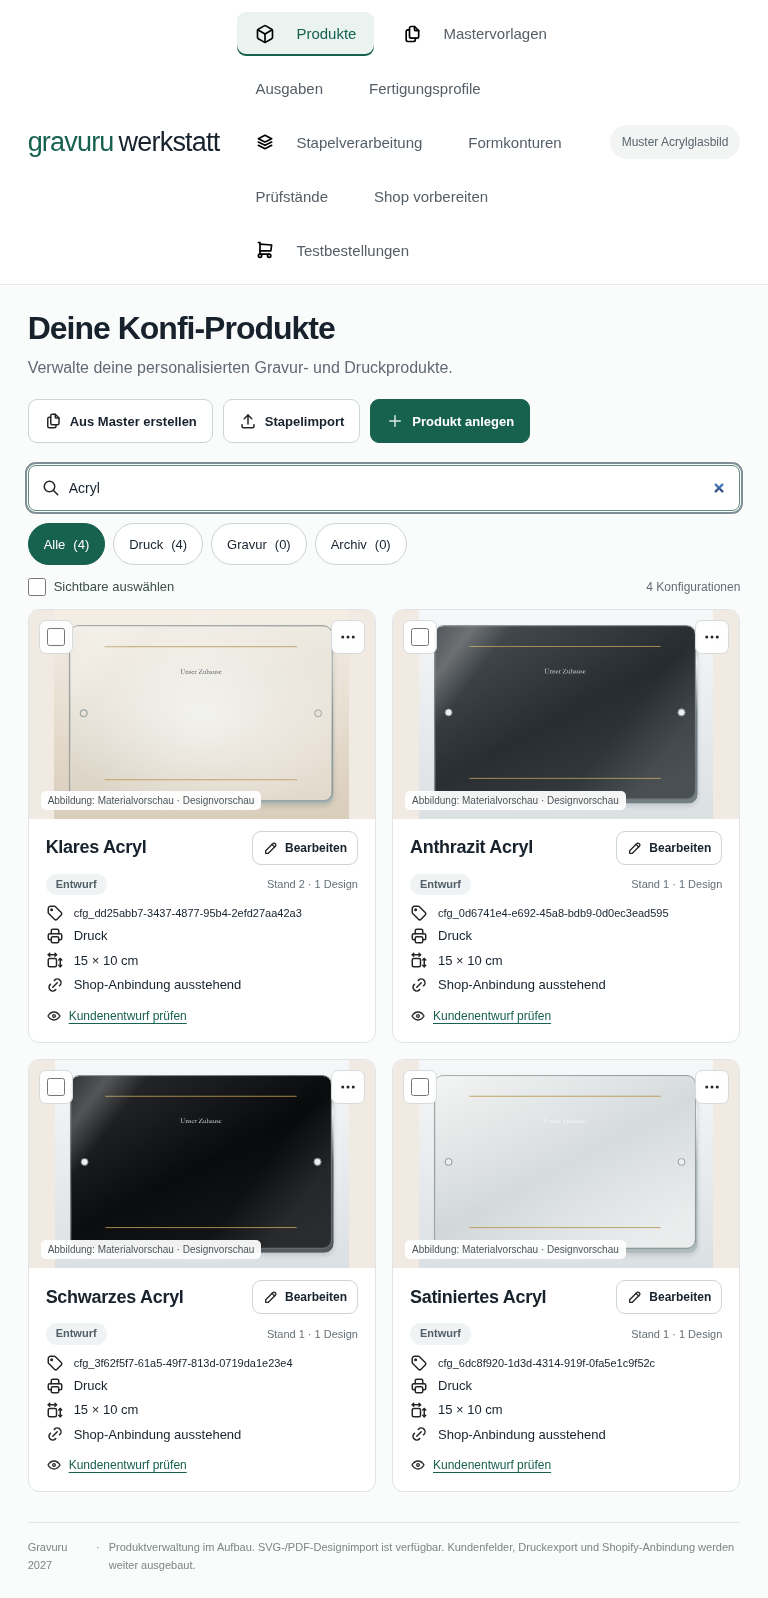 Produkte
Mastervorlagen
Ausgaben
Fertigungsprofile
gravuru werkstatt
Stapelverarbeitung
Formkonturen
Muster Acrylglasbild
Prüfstände
Shop vorbereiten
Testbestellungen
Deine Konfi-Produkte
Verwalte deine personalisierten Gravur- und Druckprodukte.
Aus Master erstellen
Stapelimport
Produkt anlegen
Acryl
Alle (4)
Druck (4)
Gravur (0)
Archiv (0)
Sichtbare auswählen
4 Konfigurationen
Unser Zuhause
Abbildung: Materialvorschau · Designvorschau
Klares Acryl
Bearbeiten
Entwurf
Stand 2 · 1 Design
cfg_dd25abb7-3437-4877-95b4-2efd27aa42a3
Druck
15 × 10 cm
Shop-Anbindung ausstehend
Kundenentwurf prüfen
Unser Zuhause
Abbildung: Materialvorschau · Designvorschau
Anthrazit Acryl
Bearbeiten
Entwurf
Stand 1 · 1 Design
cfg_0d6741e4-e692-45a8-bdb9-0d0ec3ead595
Druck
15 × 10 cm
Shop-Anbindung ausstehend
Kundenentwurf prüfen
Unser Zuhause
Abbildung: Materialvorschau · Designvorschau
Schwarzes Acryl
Bearbeiten
Entwurf
Stand 1 · 1 Design
cfg_3f62f5f7-61a5-49f7-813d-0719da1e23e4
Druck
15 × 10 cm
Shop-Anbindung ausstehend
Kundenentwurf prüfen
Unser Zuhause
Abbildung: Materialvorschau · Designvorschau
Satiniertes Acryl
Bearbeiten
Entwurf
Stand 1 · 1 Design
cfg_6dc8f920-1d3d-4314-919f-0fa5e1c9f52c
Druck
15 × 10 cm
Shop-Anbindung ausstehend
Kundenentwurf prüfen
Gravuru
2027
· Produktverwaltung im Aufbau. SVG-/PDF-Designimport ist verfügbar. Kundenfelder, Druckexport und Shopify-Anbindung werden
weiter ausgebaut.